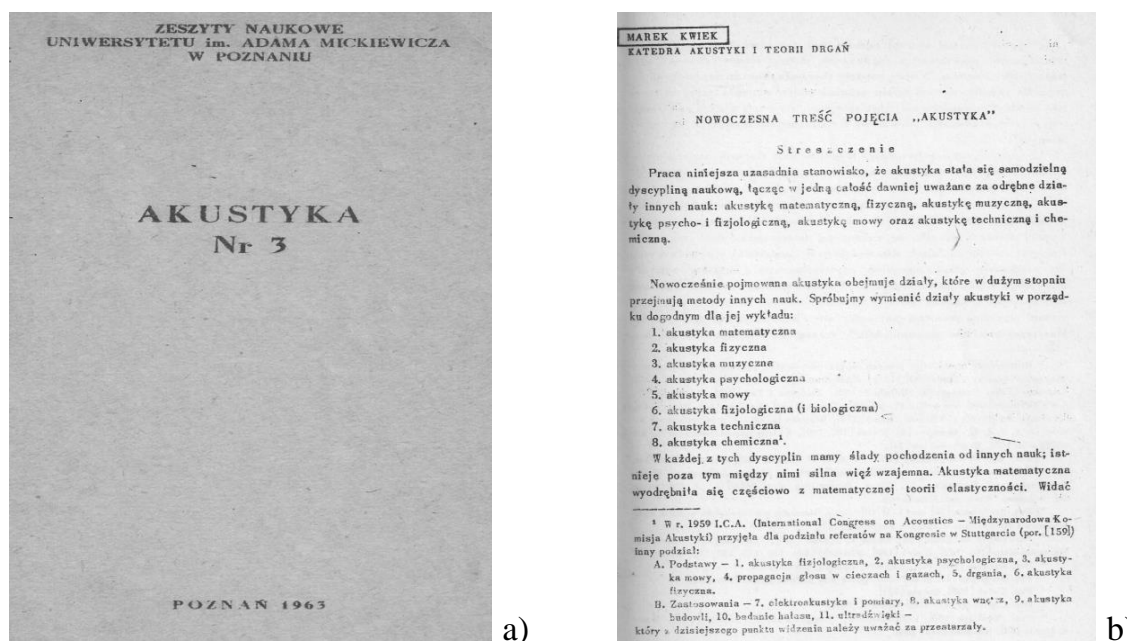 ZESZYTY NAUKOWE
UNIWERSYTETU im. ADAMA MICKIEWICZA
W POZNANIU
AKUSTYKA
Nr 3
POZNAŃ 1963
a)
MAREK KWIEK
KATEDRA AKUSTYKI I TEORII DRGAŃ
NOWOCZESNA TREŚĆ POJĘCIA „AKUSTYKA”
Streszczenie
Praca niniejsza uzasadnia stanowisko, że akustyka stała się samodzielną
dyscypliną naukową, łącząc w jedną całość dawniej uważane za odrębne dzia-
ły innych nauk: akustykę matematyczną, fizyczną, akustykę muzyczną, akus-
tykę psycho- i fizjologiczną, akustykę mowy oraz akustykę techniczną i che-
miczną.
Nowocześnie pojmowana akustyka obejmuje działy, które w dużym stopniu
przejmują metody innych nauk. Spróbujmy wymienić działy akustyki w porząd-
ku dogodnym dla jej wykładu:
1. akustyka matematyczna
2. akustyka fizyczna
3. akustyka muzyczna
4. akustyka psychologiczna
5. akustyka mowy
6. akustyka fizjologiczna (i biologiczna)
7. akustyka techniczna
8. akustyka chemiczna¹.
W każdej z tych dyscyplin mamy ślady pochodzenia od innych nauk; ist-
nieje poza tym między nimi silna więź wzajemna. Akustyka matematyczna
wyodrębniła się częściowo z matematycznej teorii elastyczności. Widać
¹ W r. 1959 I.C.A. (International Congress on Acoustics – Międzynarodowa Ko-
misja Akustyki) przyjęła dla podziału referatów na Kongresie w Stuttgarcie (por. [159])
inny podział:
A. Podstawy – 1. akustyka fizjologiczna, 2. akustyka psychologiczna, 3. akusty-
ka mowy, 4. propagacja głosu w cieczach i gazach, 5. drgania, 6. akustyka
fizyczna.
B. Zastosowania – 7. elektroakustyka i pomiary, 8. akustyka wnętrz, 9. akustyka
budowli, 10. badanie hałasu, 11. ultradźwięki –
który z dzisiejszego punktu widzenia należy uważać za przestarzały.
b)